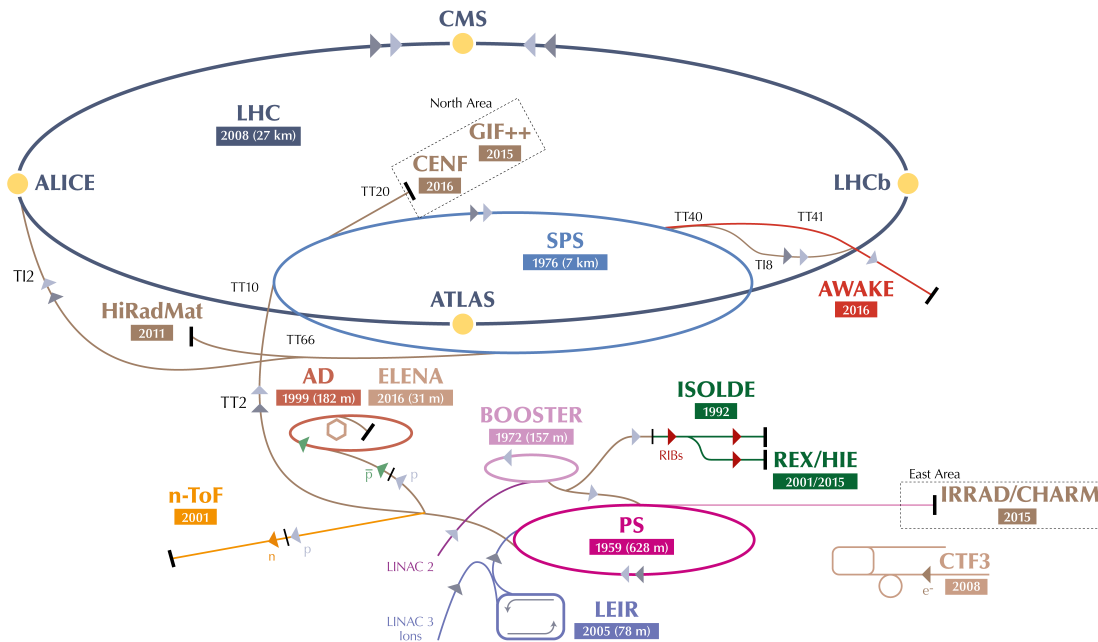 CMS
North Area
LHC
2008 (27 km)
GIF++
2015
CENF
2016
ALICE
TT20
LHCb
TT40
TT41
SPS
1976 (7 km)
TI8
TI2
TT10
ATLAS
AWAKE
2016
HiRadMat
2011
TT66
AD
1999 (182 m)
ELENA
2016 (31 m)
TT2
ISOLDE
1992
BOOSTER
1972 (157 m)
RIBs
REX/HIE
2001/2015
p̅
p
East Area
n-ToF
2001
IRRAD/CHARM
2015
PS
1959 (628 m)
n
p
LINAC 2
CTF3
2008
e-
LEIR
2005 (78 m)
LINAC 3
Ions